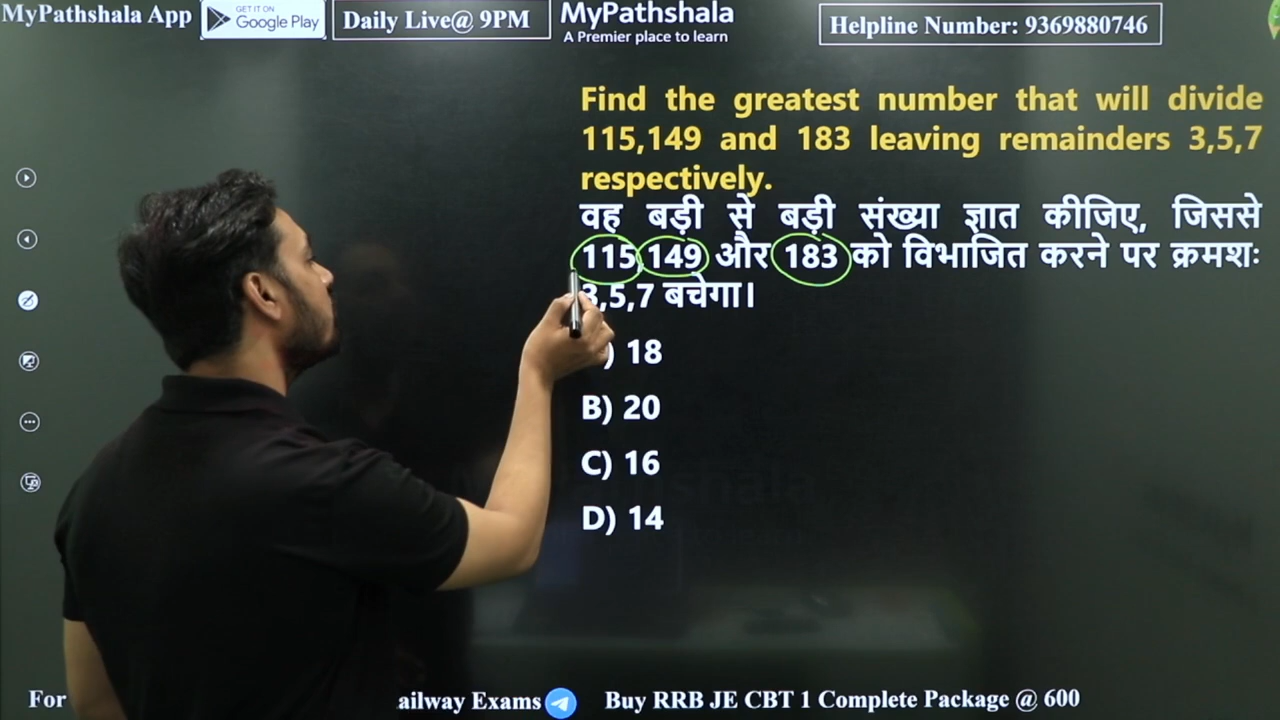 MyPathshala App
GET IT ON
Google Play
Daily Live@ 9PM
MyPathshala
A Premier place to learn
Helpline Number: 9369880746
Find the greatest number that will divide
115,149 and 183 leaving remainders 3,5,7
respectively.
वह बड़ी से बड़ी संख्या ज्ञात कीजिए, जिससे
115,149 और 183 को विभाजित करने पर क्रमशः
3,5,7 बचेगा।
) 18
B) 20
C) 16
D) 14
For
ailway Exams
Buy RRB JE CBT 1 Complete Package @ 600